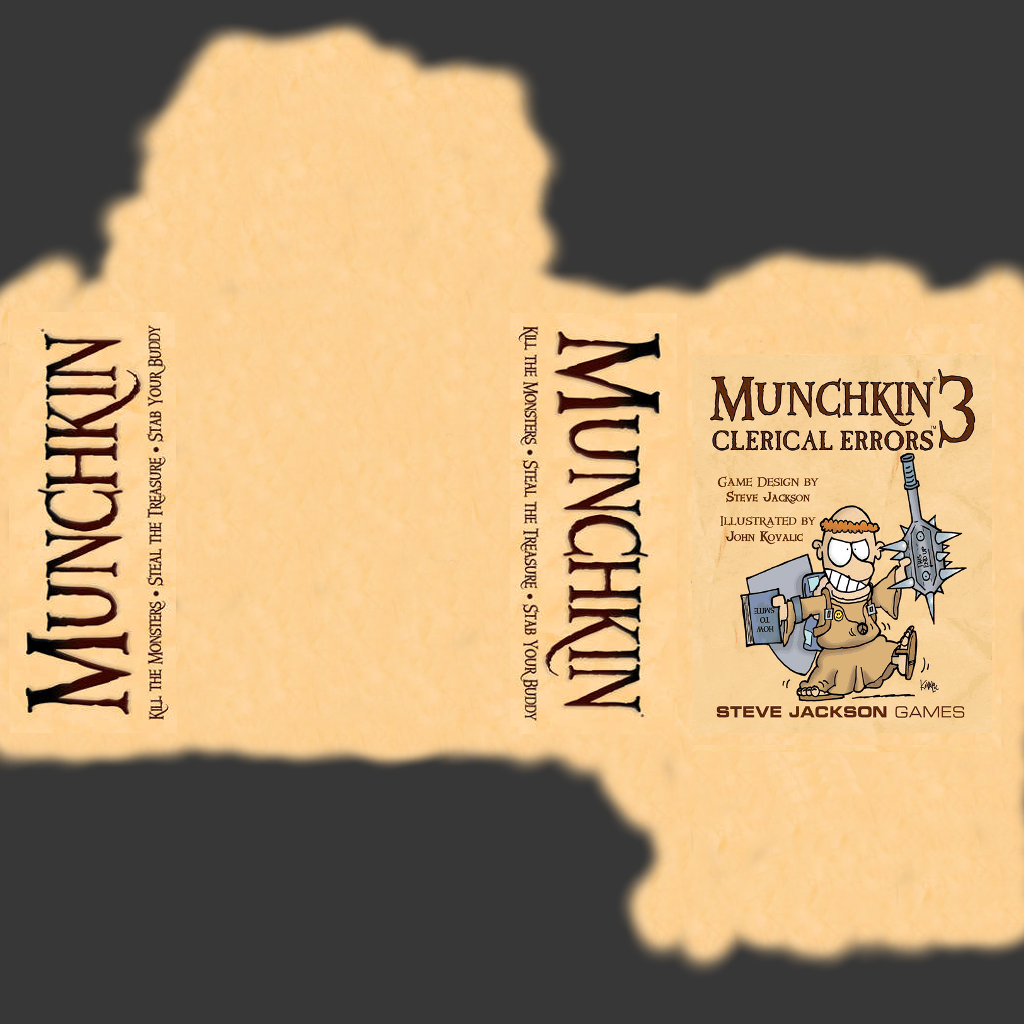 MUNCHKIN®
KILL THE MONSTERS • STEAL THE TREASURE • STAB YOUR BUDDY
KILL THE MONSTERS • STEAL THE TREASURE • STAB YOUR BUDDY
MUNCHKIN®
MUNCHKIN® 3
CLERICAL ERRORS™
GAME DESIGN BY
STEVE JACKSON
ILLUSTRATED BY
JOHN KOVALIC
HOW
TO
SMITE
STEVE JACKSON GAMES